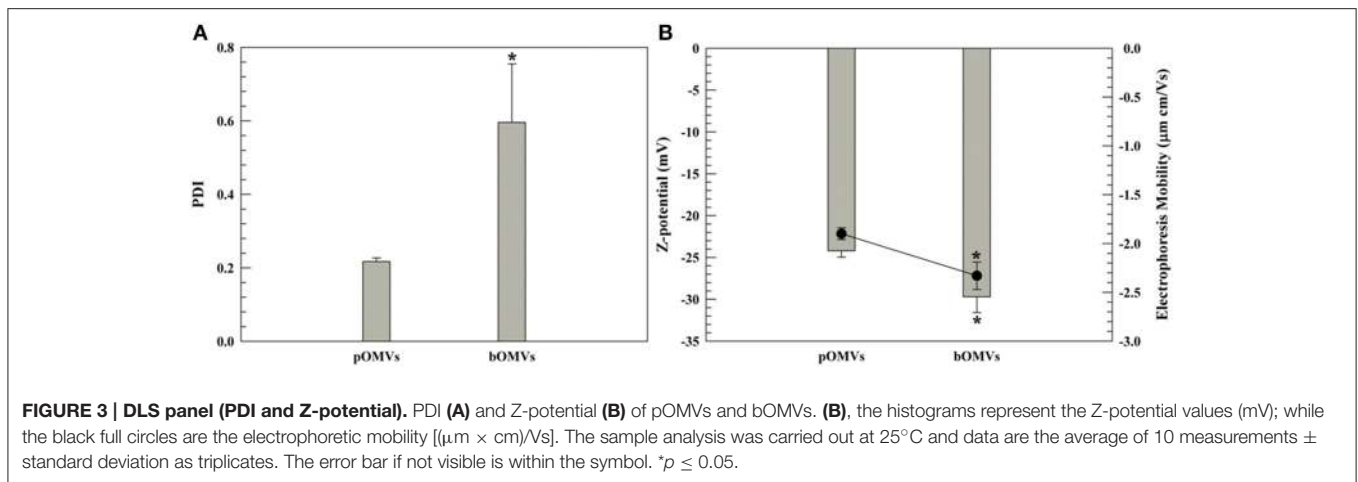 A
0.8
0.6
0.4
0.2
0.0
PDI
*
pOMVs
bOMVs
B
0
-5
-10
-15
-20
-25
-30
-35
Z-potential (mV)
*
*
pOMVs
bOMVs
0.0
-0.5
-1.0
-1.5
-2.0
-2.5
-3.0
Electrophoresis Mobility (µm cm/Vs)
FIGURE 3 | DLS panel (PDI and Z-potential). PDI (A) and Z-potential (B) of pOMVs and bOMVs. (B), the histograms represent the Z-potential values (mV); while
the black full circles are the electrophoretic mobility [(µm × cm)/Vs]. The sample analysis was carried out at 25°C and data are the average of 10 measurements ±
standard deviation as triplicates. The error bar if not visible is within the symbol. *p ≤ 0.05.